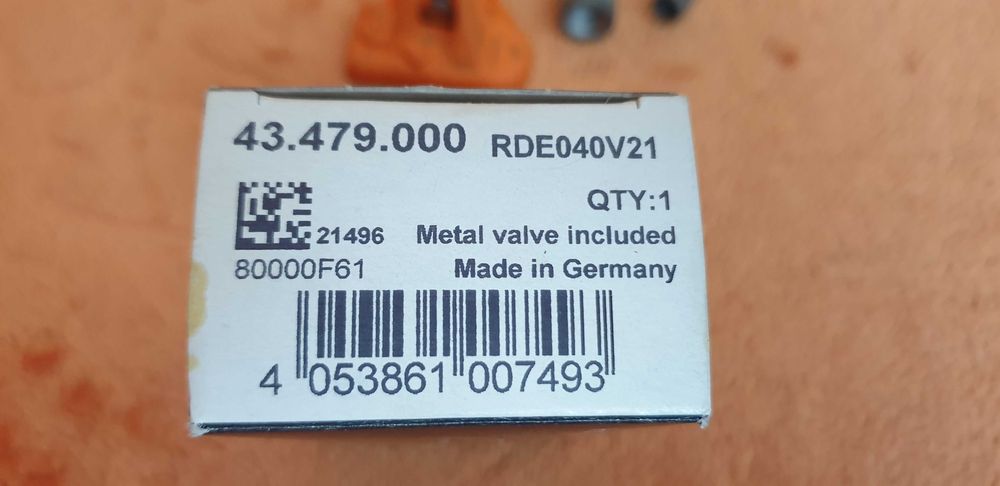 43.479.000 RDE040V21
QTY:1
21496 Metal valve included
80000F61 Made in Germany
4 053861 007493